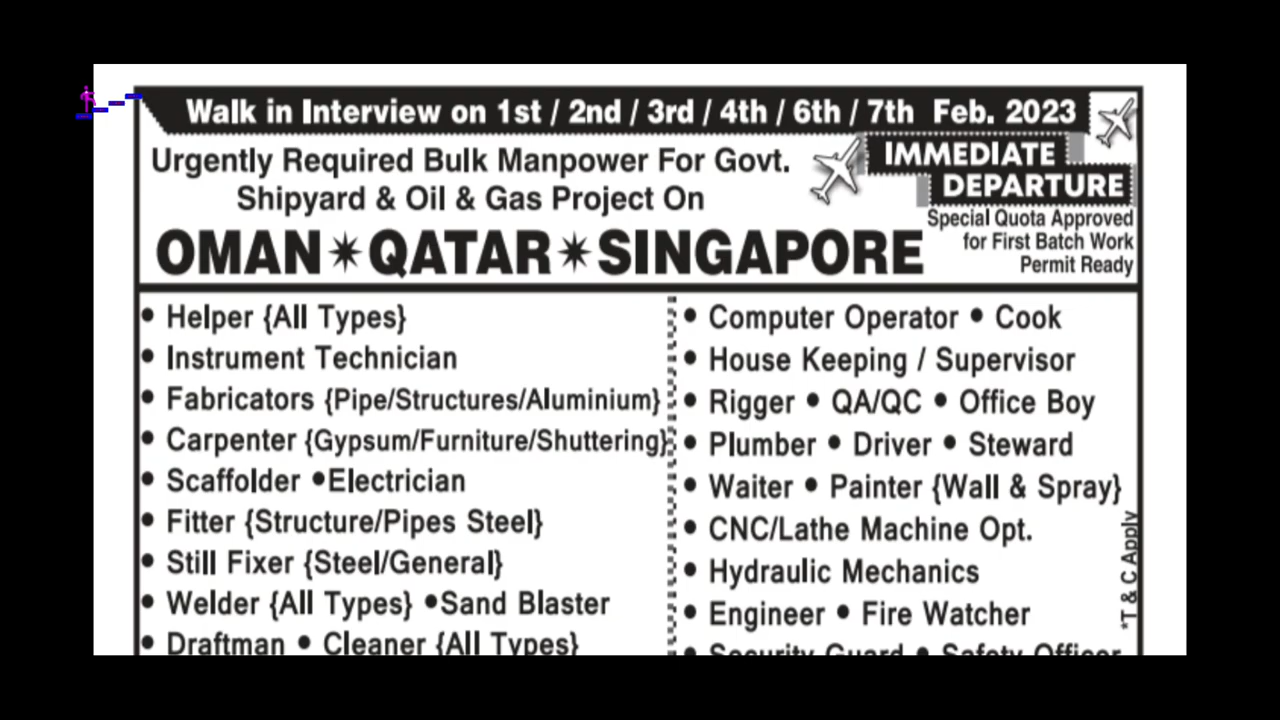 Walk in Interview on 1st / 2nd / 3rd / 4th / 6th / 7th Feb. 2023
Urgently Required Bulk Manpower For Govt.
Shipyard & Oil & Gas Project On
OMAN✷QATAR✷SINGAPORE
IMMEDIATE
DEPARTURE
Special Quota Approved
for First Batch Work
Permit Ready
• Helper {All Types}
• Instrument Technician
• Fabricators {Pipe/Structures/Aluminium}
• Carpenter {Gypsum/Furniture/Shuttering}
• Scaffolder •Electrician
• Fitter {Structure/Pipes Steel}
• Still Fixer {Steel/General}
• Welder {All Types} •Sand Blaster
• Draftman • Cleaner {All Types}
• Computer Operator • Cook
• House Keeping / Supervisor
• Rigger • QA/QC • Office Boy
• Plumber • Driver • Steward
• Waiter • Painter {Wall & Spray}
• CNC/Lathe Machine Opt.
• Hydraulic Mechanics
• Engineer • Fire Watcher
• Security Guard • Safety Officer
*T & C Apply